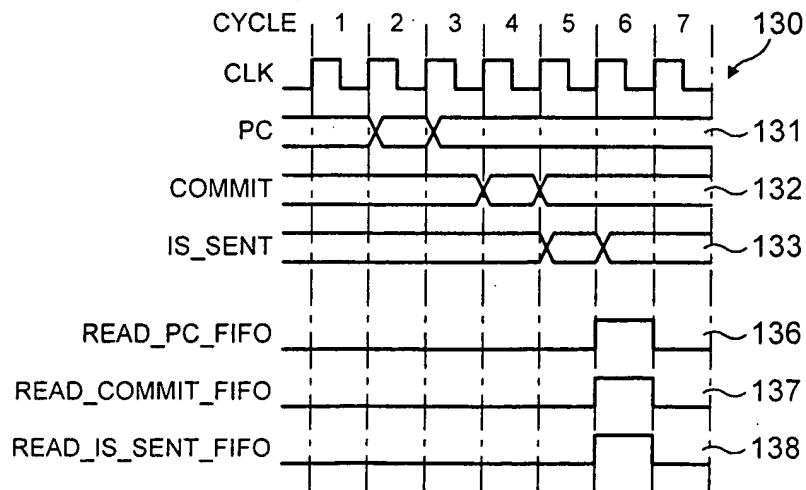 CYCLE 1 2 3 4 5 6 7 130
CLK
PC 131
COMMIT 132
IS_SENT 133
READ_PC_FIFO 136
READ_COMMIT_FIFO 137
READ_IS_SENT_FIFO 138